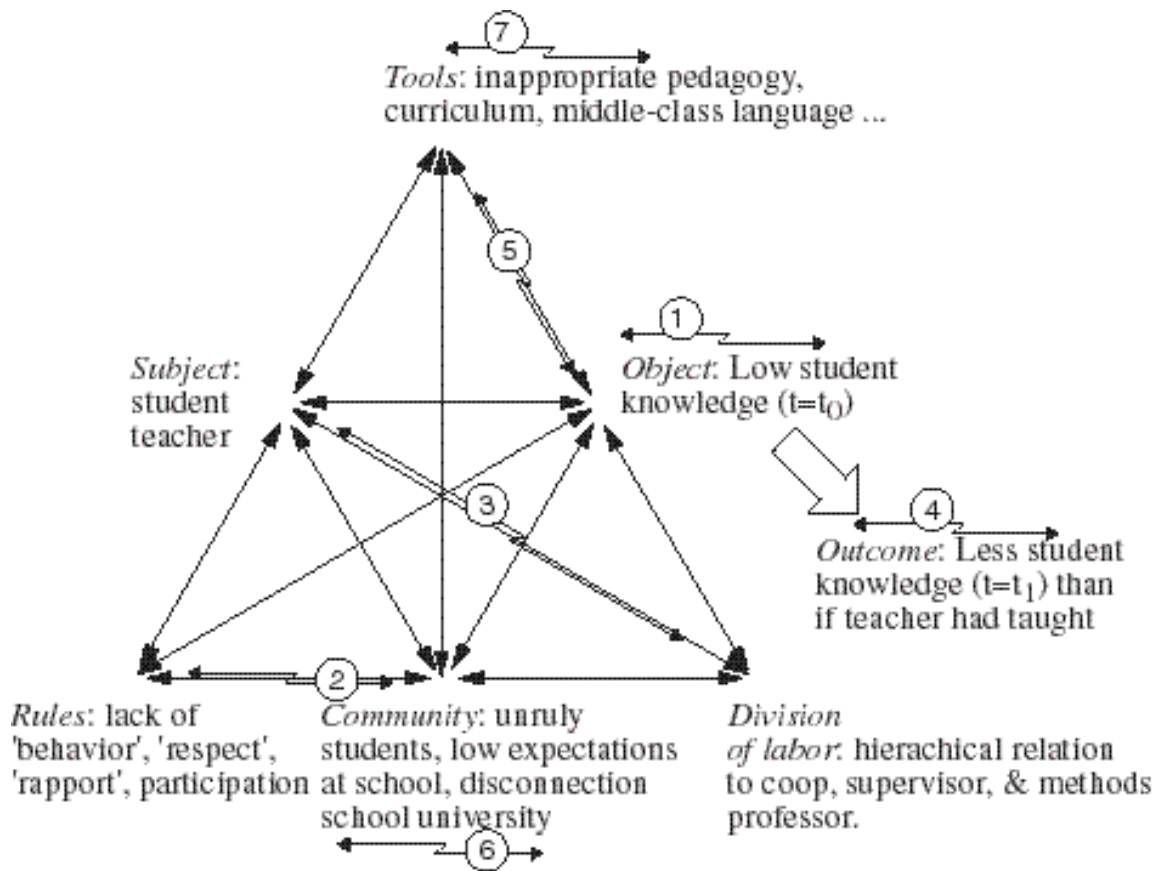 7
Tools: inappropriate pedagogy,
curriculum, middle-class language ...
5
1
Subject:
student
teacher
Object: Low student
knowledge (t=t0)
3
4
Outcome: Less student
knowledge (t=t1) than
if teacher had taught
2
Rules: lack of
'behavior', 'respect',
'rapport', participation
Community: unruly
students, low expectations
at school, disconnection
school university
6
Division
of labor: hierachical relation
to coop, supervisor, & methods
professor.